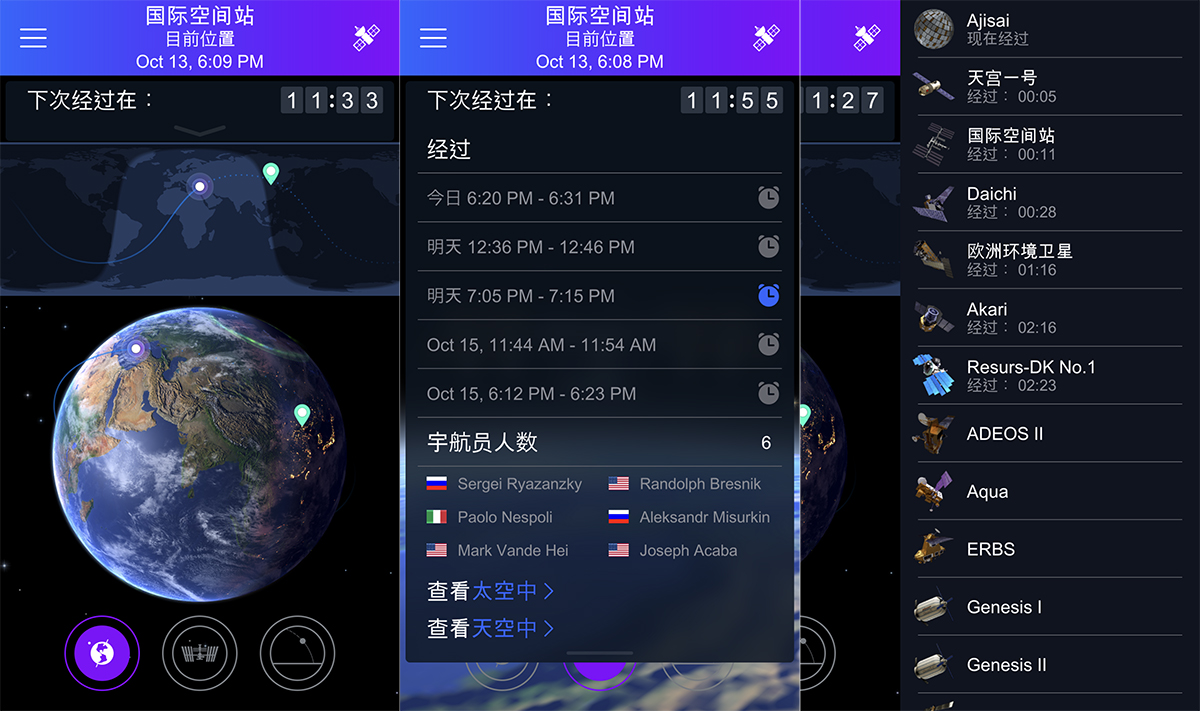 国际空间站
目前位置
Oct 13, 6:09 PM
下次经过在：
11:33
国际空间站
目前位置
Oct 13, 6:08 PM
下次经过在：
11:55
经过
今日 6:20 PM - 6:31 PM
明天 12:36 PM - 12:46 PM
明天 7:05 PM - 7:15 PM
Oct 15, 11:44 AM - 11:54 AM
Oct 15, 6:12 PM - 6:23 PM
宇航员人数 6
Sergei Ryazanzky
Randolph Bresnik
Paolo Nespoli
Aleksandr Misurkin
Mark Vande Hei
Joseph Acaba
查看太空中
查看天空中
1:27
Ajisai
现在经过
天宫一号
经过： 00:05
国际空间站
经过： 00:11
Daichi
经过： 00:28
欧洲环境卫星
经过： 01:16
Akari
经过： 02:16
Resurs-DK No.1
经过： 02:23
ADEOS II
Aqua
ERBS
Genesis I
Genesis II